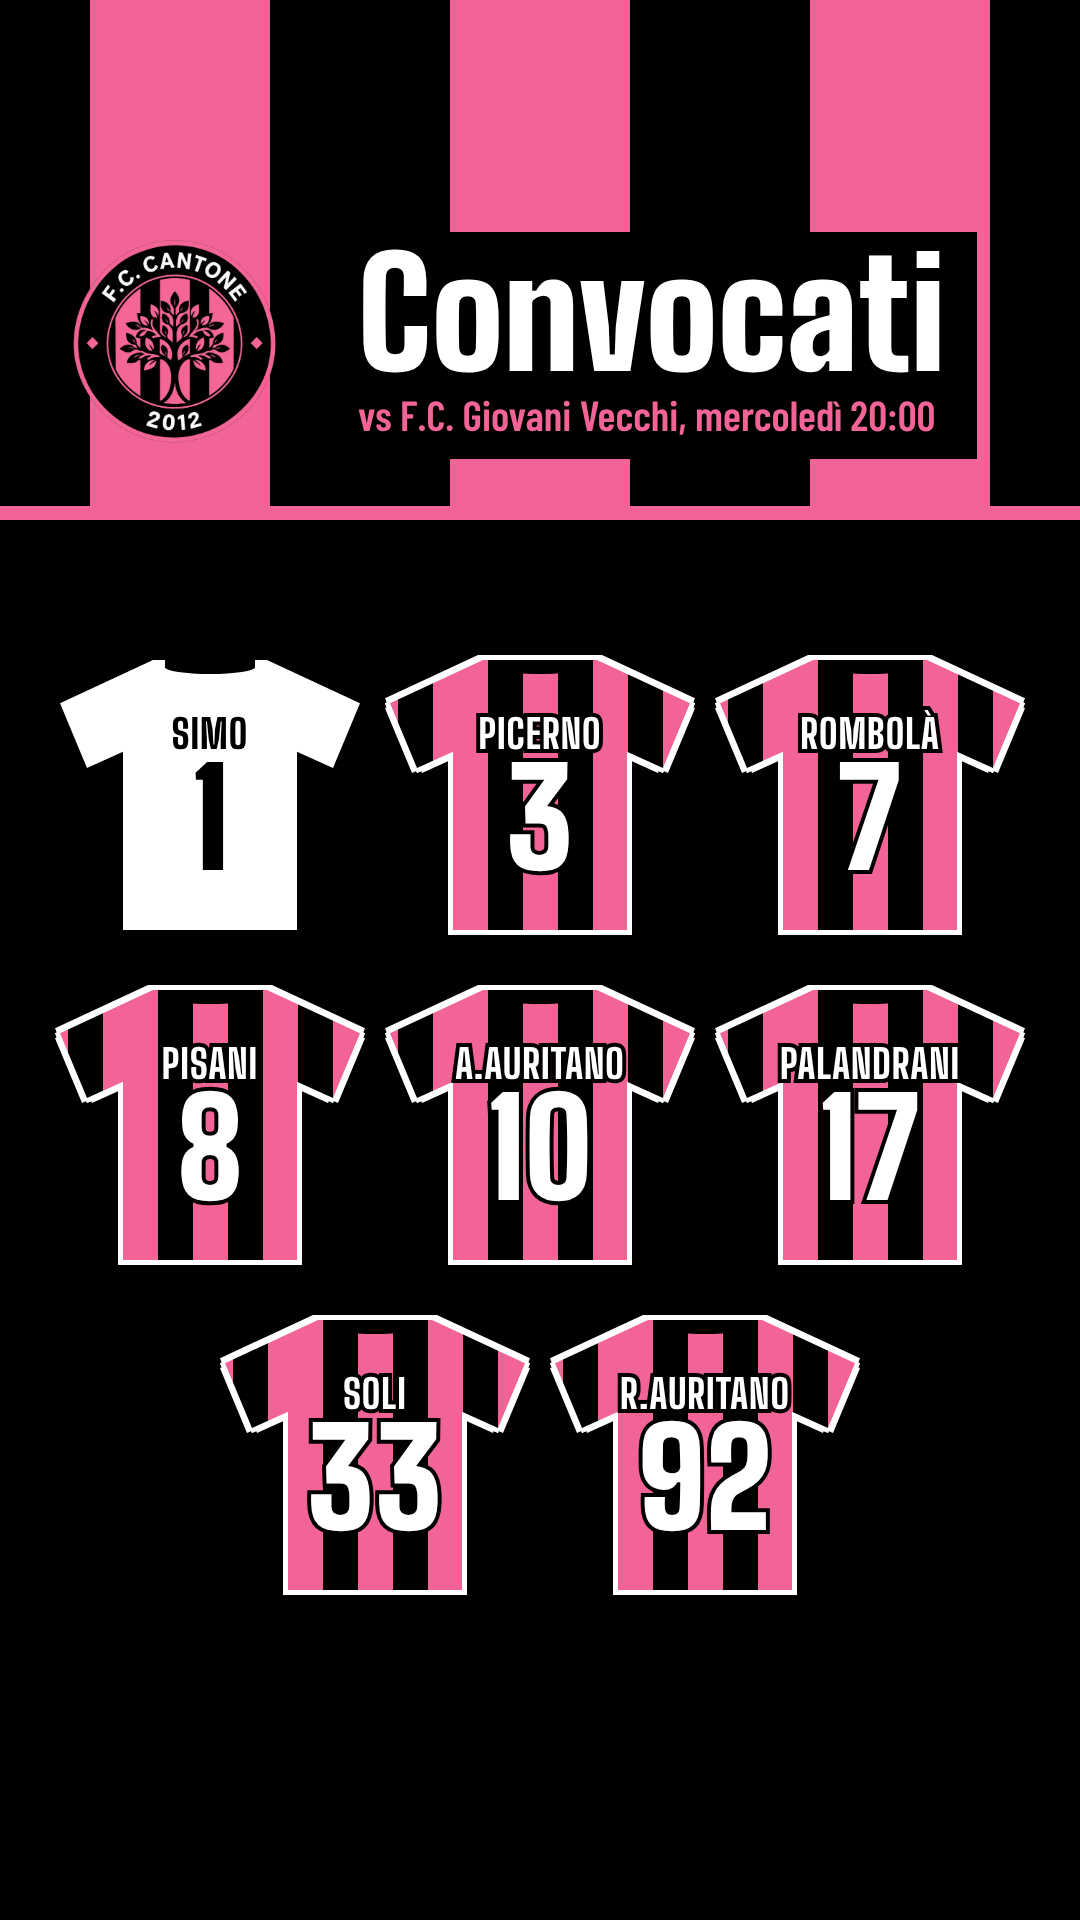 F.C. CANTONE
2012
Convocati
vs F.C. Giovani Vecchi, mercoledì 20:00
SIMO
1
PICERNO
3
ROMBOLÀ
7
PISANI
8
A.AURITANO
10
PALANDRANI
17
SOLI
33
R.AURITANO
92